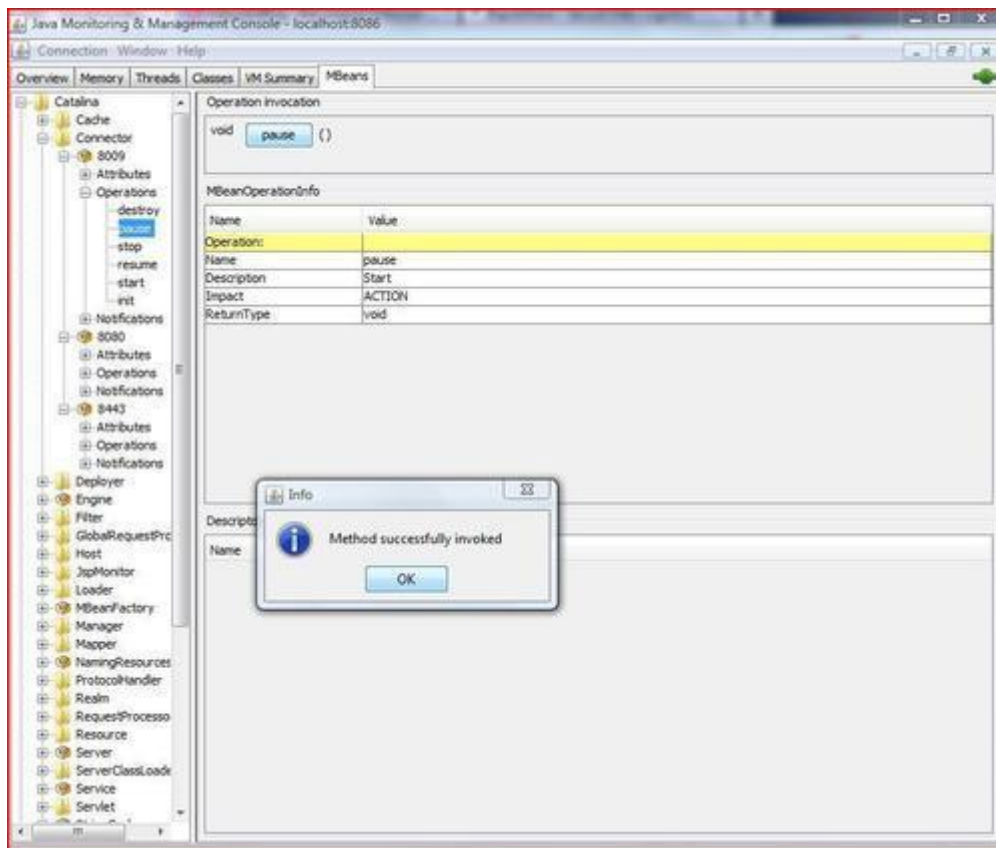 Java Monitoring & Management Console - localhost:8086
Connection Window Help
Overview Memory Threads Classes VM Summary MBeans
Catalina
Cache
Connector
8009
Attributes
Operations
destroy
pause
stop
resume
start
init
Notifications
8080
Attributes
Operations
Notifications
8443
Attributes
Operations
Notifications
Deployer
Engine
Filter
GlobalRequestPrc
Host
JspMonitor
Loader
MBeanFactory
Manager
Mapper
NamingResources
ProtocolHandler
Realm
RequestProcesso
Resource
Server
ServerClassLoade
Service
Servlet
Operation invocation
void pause ()
MBeanOperationInfo
Name Value
Operation:
Name pause
Description Start
Impact ACTION
ReturnType void
Descripto
Name
Info
Method successfully invoked
OK